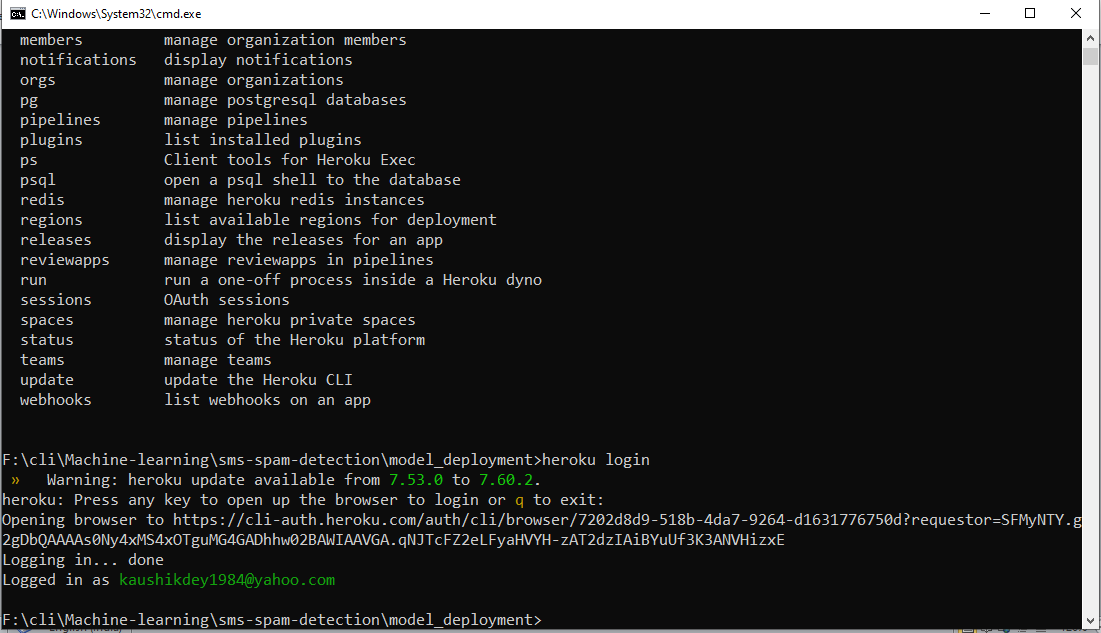 C:\Windows\System32\cmd.exe
members manage organization members
notifications display notifications
orgs manage organizations
pg manage postgresql databases
pipelines manage pipelines
plugins list installed plugins
ps Client tools for Heroku Exec
psql open a psql shell to the database
redis manage heroku redis instances
regions list available regions for deployment
releases display the releases for an app
reviewapps manage reviewapps in pipelines
run run a one-off process inside a Heroku dyno
sessions OAuth sessions
spaces manage heroku private spaces
status status of the Heroku platform
teams manage teams
update update the Heroku CLI
webhooks list webhooks on an app
F:\cli\Machine-learning\sms-spam-detection\model_deployment>heroku login
» Warning: heroku update available from 7.53.0 to 7.60.2.
heroku: Press any key to open up the browser to login or q to exit:
Opening browser to https://cli-auth.heroku.com/auth/cli/browser/7202d8d9-518b-4da7-9264-d1631776750d?requestor=SFMyNTY.g
2gDbQAAAAs0Ny4xMS4xOTguMG4GADhhw02BAWIAAVGA.qNJTcFZ2eLFyaHVYH-zAT2dzIAiBYuUf3K3ANVHizxE
Logging in... done
Logged in as kaushikdey1984@yahoo.com
F:\cli\Machine-learning\sms-spam-detection\model_deployment>